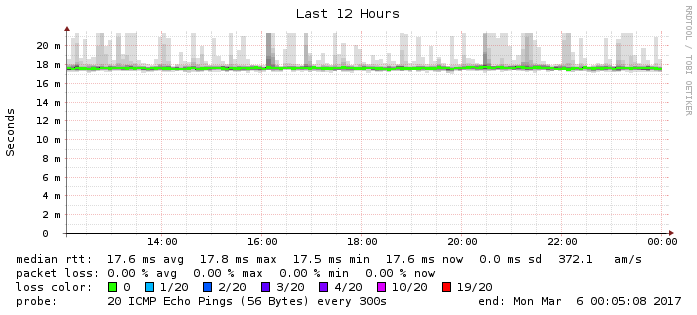 Last 12 Hours
RRDTOOL / TOBI OETIKER
Seconds
20 m
18 m
16 m
14 m
12 m
10 m
8 m
6 m
4 m
2 m
0
14:00 16:00 18:00 20:00 22:00 00:00
median rtt: 17.6 ms avg 17.8 ms max 17.5 ms min 17.6 ms now 0.0 ms sd 372.1 am/s
packet loss: 0.00 % avg 0.00 % max 0.00 % min 0.00 % now
loss color: 0 1/20 2/20 3/20 4/20 10/20 19/20
probe: 20 ICMP Echo Pings (56 Bytes) every 300s end: Mon Mar 6 00:05:08 2017